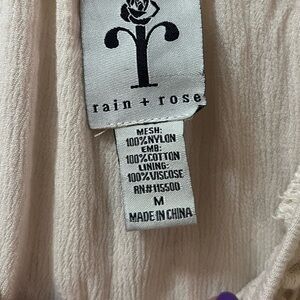 rain + rose
MESH:
100%NYLON
EMB:
100%COTTON
LINING:
100%VISCOSE
RN#115500
M
MADE IN CHINA